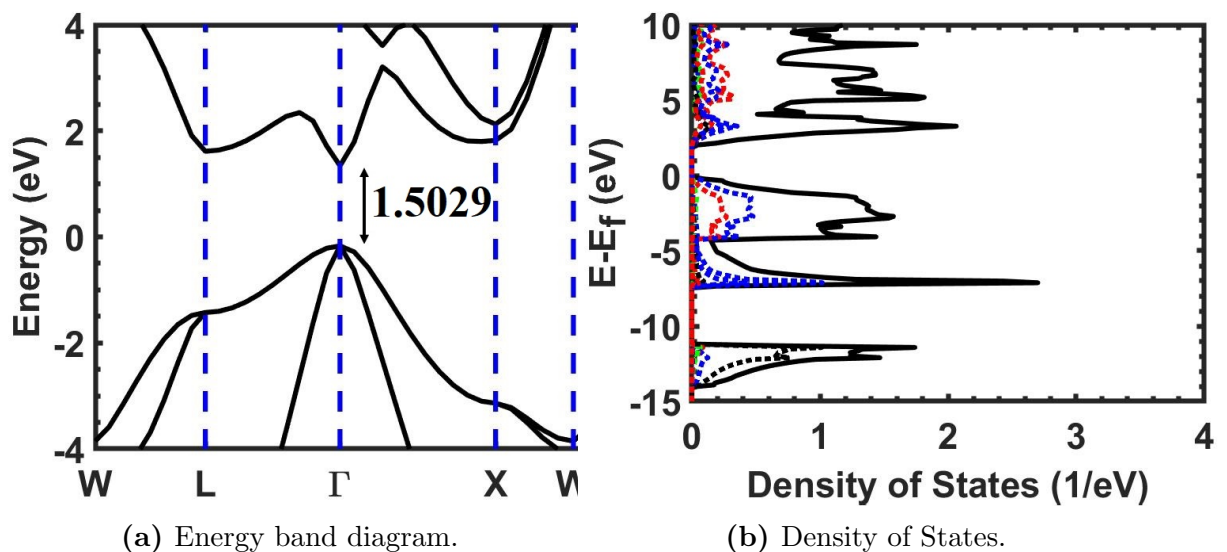 4
2
0
-2
-4
Energy (eV)
1.5029
W L Γ X W
(a) Energy band diagram.
10
5
0
-5
-10
-15
E-Ef (eV)
0 1 2 3 4
Density of States (1/eV)
(b) Density of States.